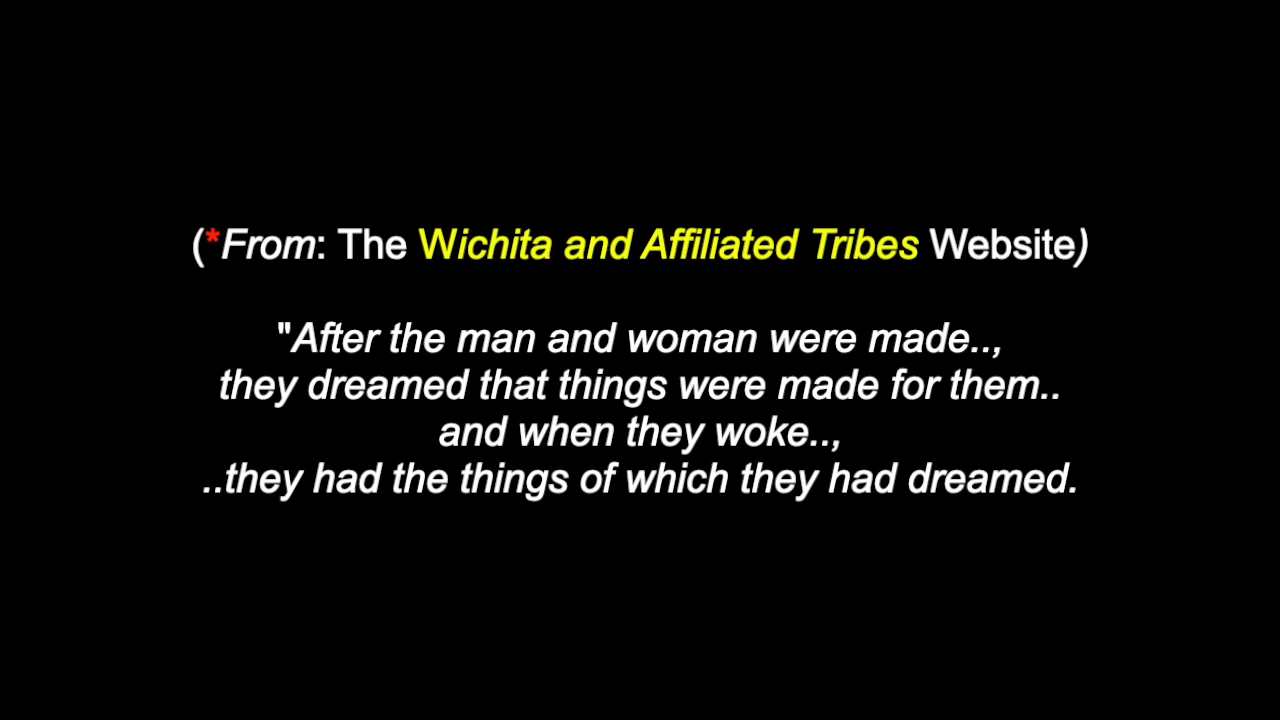 (*From: The Wichita and Affiliated Tribes Website)
"After the man and woman were made..,
they dreamed that things were made for them..
and when they woke..,
..they had the things of which they had dreamed.